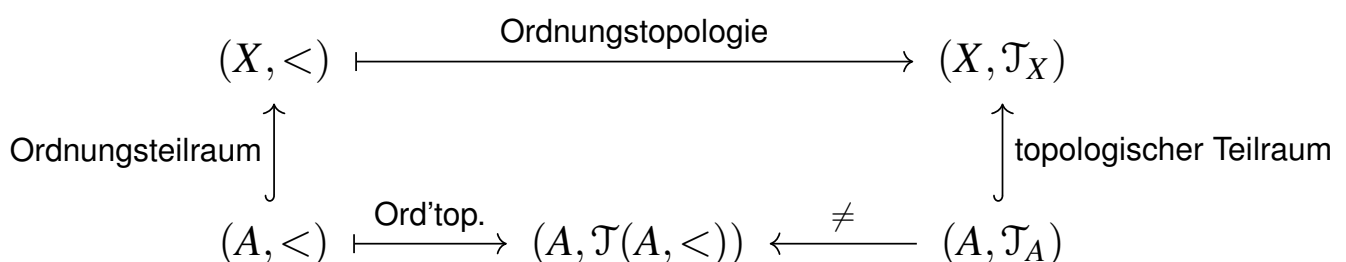 Ordnungstopologie
(X, <) ⟼ (X, 𝒯_X)
Ordnungsteilraum topologischer Teilraum
Ord'top. ≠
(A, <) ⟼ (A, 𝒯(A, <)) ⟵ (A, 𝒯_A)